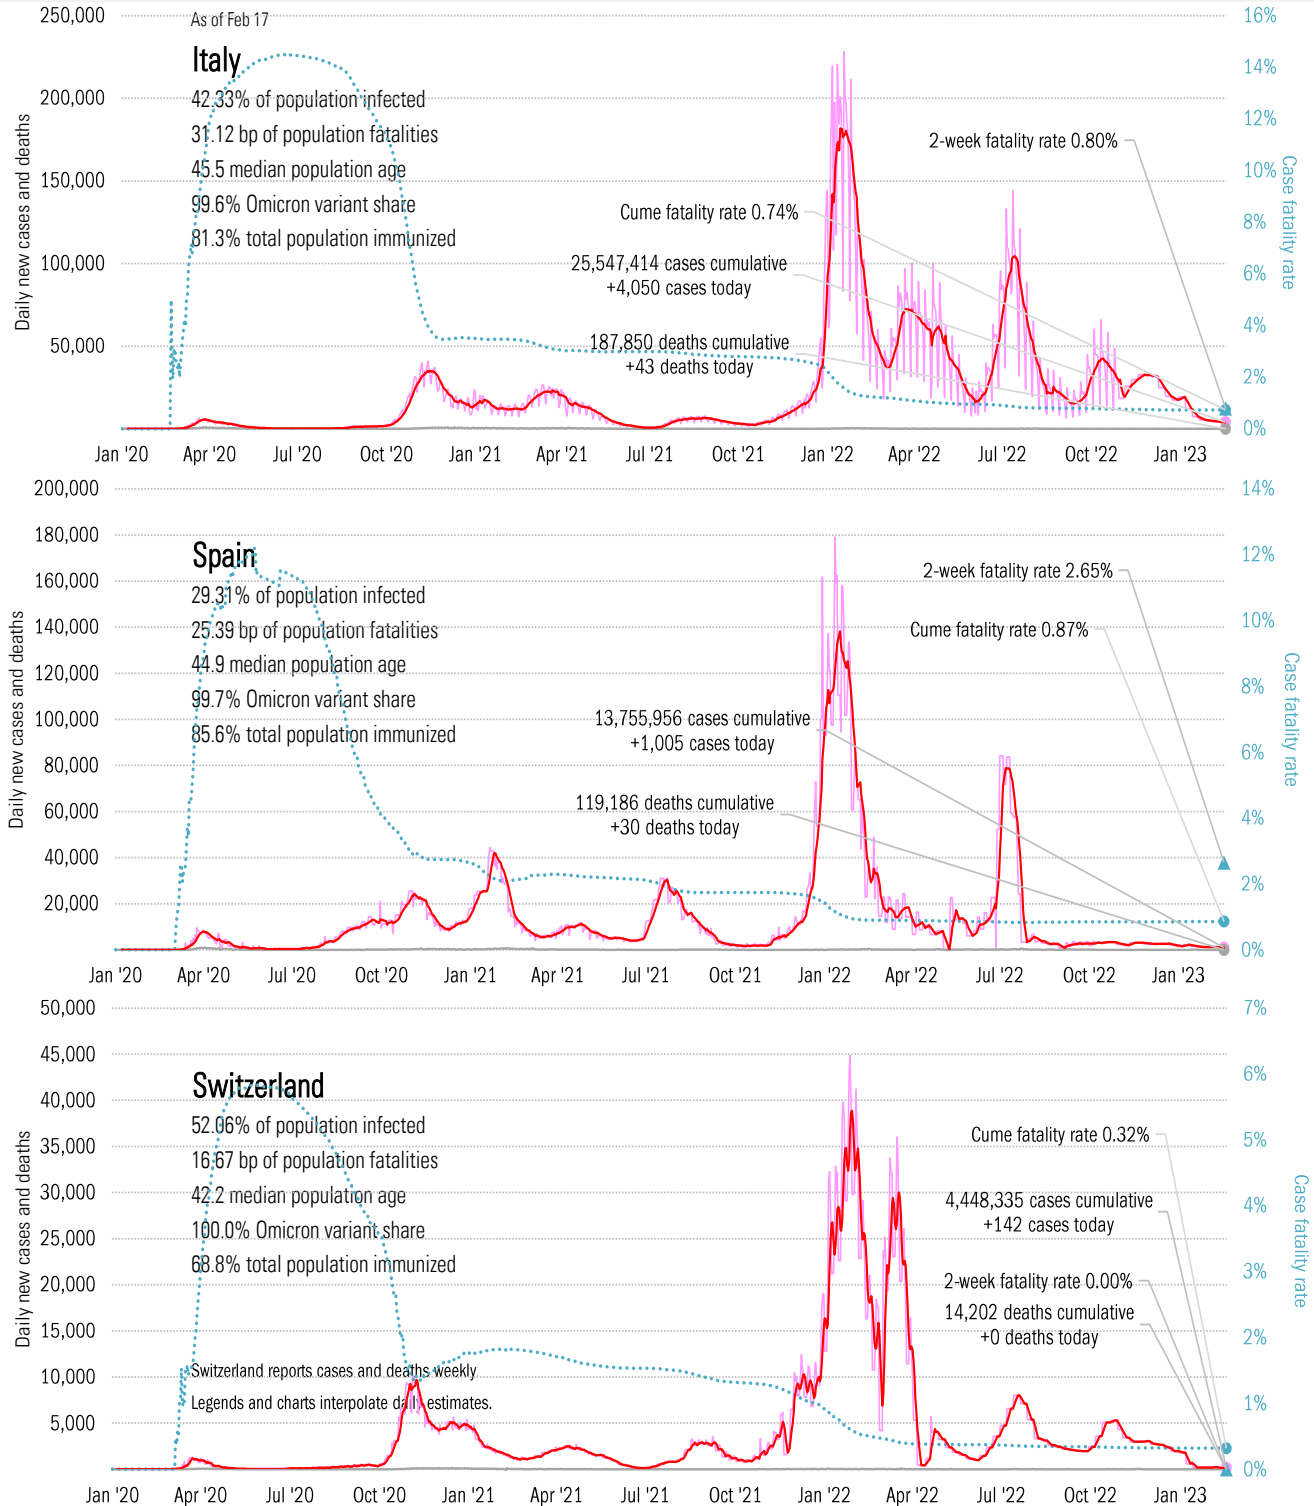 250,000
As of Feb 17
16%
Italy
14%
42.33% of population infected
200,000
12%
31.12 bp of population fatalities
2-week fatality rate 0.80%
45.5 median population age
150,000
10%
99.6% Omicron variant share
Cume fatality rate 0.74%
8%
81.3% total population immunized
100,000
25,547,414 cases cumulative
+4,050 cases today
6%
187,850 deaths cumulative
+43 deaths today
50,000
4%
2%
0%
Daily new cases and deaths
Case fatality rate
Jan '20 Apr '20 Jul '20 Oct '20 Jan '21 Apr '21 Jul '21 Oct '21 Jan '22 Apr '22 Jul '22 Oct '22 Jan '23
200,000
14%
180,000
Spain
12%
2-week fatality rate 2.65%
160,000
29.31% of population infected
25.39 bp of population fatalities
140,000
10%
Cume fatality rate 0.87%
44.9 median population age
120,000
8%
99.7% Omicron variant share
100,000
13,755,956 cases cumulative
+1,005 cases today
85.6% total population immunized
6%
80,000
119,186 deaths cumulative
+30 deaths today
60,000
4%
40,000
2%
20,000
0%
Daily new cases and deaths
Case fatality rate
Jan '20 Apr '20 Jul '20 Oct '20 Jan '21 Apr '21 Jul '21 Oct '21 Jan '22 Apr '22 Jul '22 Oct '22 Jan '23
50,000
7%
45,000
Switzerland
6%
40,000
52.06% of population infected
35,000
5%
Cume fatality rate 0.32%
16.67 bp of population fatalities
42.2 median population age
30,000
4%
4,448,335 cases cumulative
+142 cases today
100.0% Omicron variant share
25,000
68.8% total population immunized
3%
20,000
2-week fatality rate 0.00%
14,202 deaths cumulative
+0 deaths today
15,000
2%
Switzerland reports cases and deaths weekly
10,000
Legends and charts interpolate daily estimates.
1%
5,000
0%
Daily new cases and deaths
Case fatality rate
Jan '20 Apr '20 Jul '20 Oct '20 Jan '21 Apr '21 Jul '21 Oct '21 Jan '22 Apr '22 Jul '22 Oct '22 Jan '23